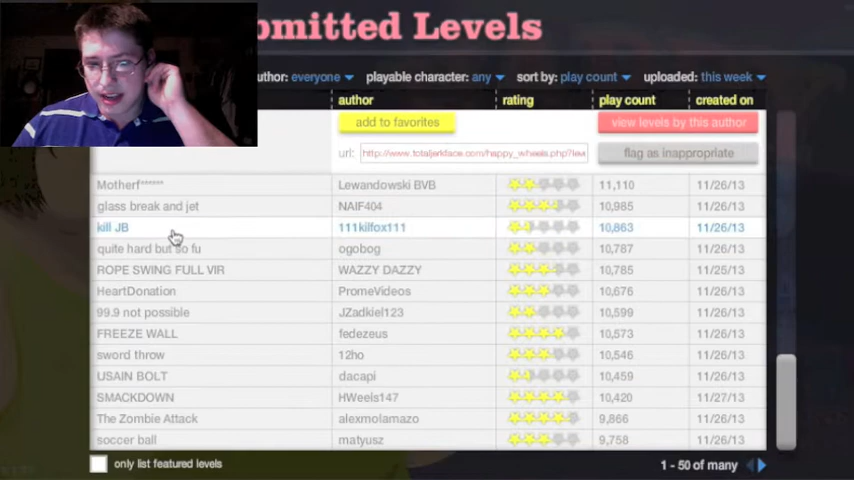 bmitted Levels
uthor: everyone playable character: any sort by: play count uploaded: this week
author rating play count created on
add to favorites view levels by this author
url: http://www.totaljerkface.com/happy_wheels.php?lev flag as inappropriate
Motherf****** Lewandowski BVB 11,110 11/26/13
glass break and jet NAIF404 10,985 11/26/13
kill JB 111kilfox111 10,863 11/26/13
quite hard but so fu ogobog 10,787 11/26/13
ROPE SWING FULL VIR WAZZY DAZZY 10,785 11/25/13
HeartDonation PromeVideos 10,676 11/26/13
99.9 not possible JZadkiel123 10,599 11/26/13
FREEZE WALL fedezeus 10,573 11/26/13
sword throw 12ho 10,546 11/26/13
USAIN BOLT dacapi 10,459 11/26/13
SMACKDOWN HWeels147 10,420 11/27/13
The Zombie Attack alexmolamazo 9,866 11/26/13
soccer ball matyusz 9,758 11/26/13
only list featured levels 1 - 50 of many